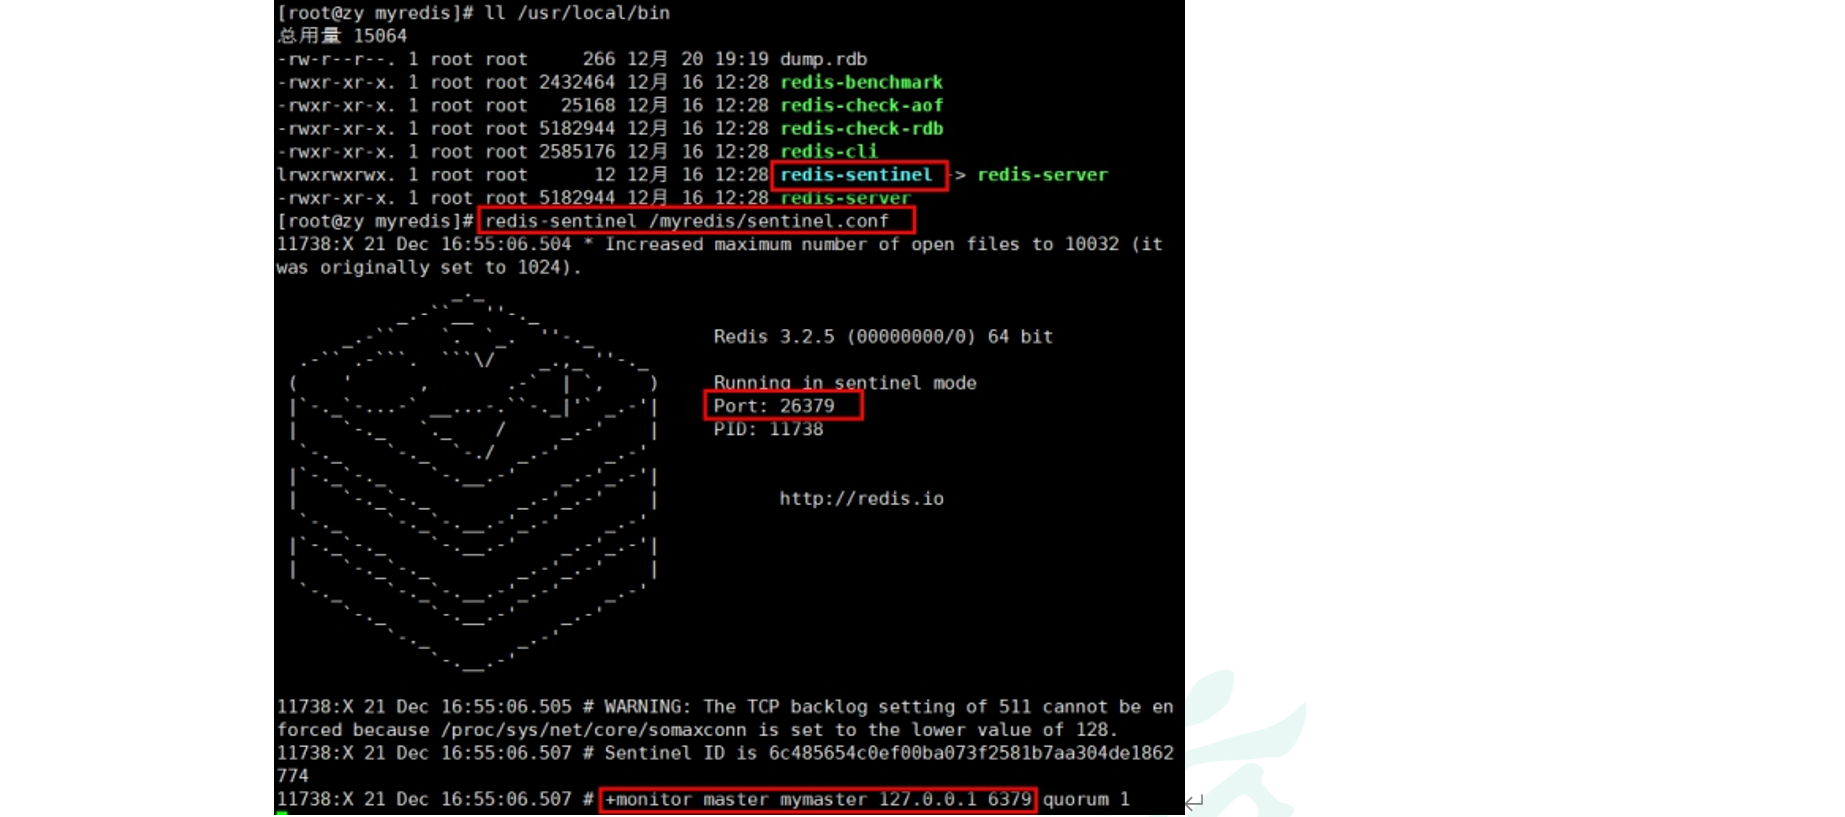 [root@zy myredis]# ll /usr/local/bin
总用量 15064
-rw-r--r--. 1 root root     266 12月 20 19:19 dump.rdb
-rwxr-xr-x. 1 root root 2432464 12月 16 12:28 redis-benchmark
-rwxr-xr-x. 1 root root   25168 12月 16 12:28 redis-check-aof
-rwxr-xr-x. 1 root root 5182944 12月 16 12:28 redis-check-rdb
-rwxr-xr-x. 1 root root 2585176 12月 16 12:28 redis-cli
lrwxrwxrwx. 1 root root      12 12月 16 12:28 redis-sentinel -> redis-server
-rwxr-xr-x. 1 root root 5182944 12月 16 12:28 redis-server
[root@zy myredis]# redis-sentinel /myredis/sentinel.conf
11738:X 21 Dec 16:55:06.504 * Increased maximum number of open files to 10032 (it
was originally set to 1024).
Redis 3.2.5 (00000000/0) 64 bit
Running in sentinel mode
Port: 26379
PID: 11738
http://redis.io
11738:X 21 Dec 16:55:06.505 # WARNING: The TCP backlog setting of 511 cannot be en
forced because /proc/sys/net/core/somaxconn is set to the lower value of 128.
11738:X 21 Dec 16:55:06.507 # Sentinel ID is 6c485654c0ef00ba073f2581b7aa304de1862
774
11738:X 21 Dec 16:55:06.507 # +monitor master mymaster 127.0.0.1 6379 quorum 1